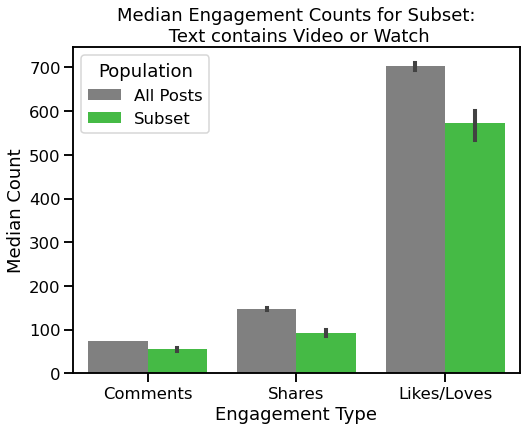 Median Engagement Counts for Subset:
Text contains Video or Watch
Population
All Posts
Subset
Median Count
700
600
500
400
300
200
100
0
Comments
Shares
Likes/Loves
Engagement Type